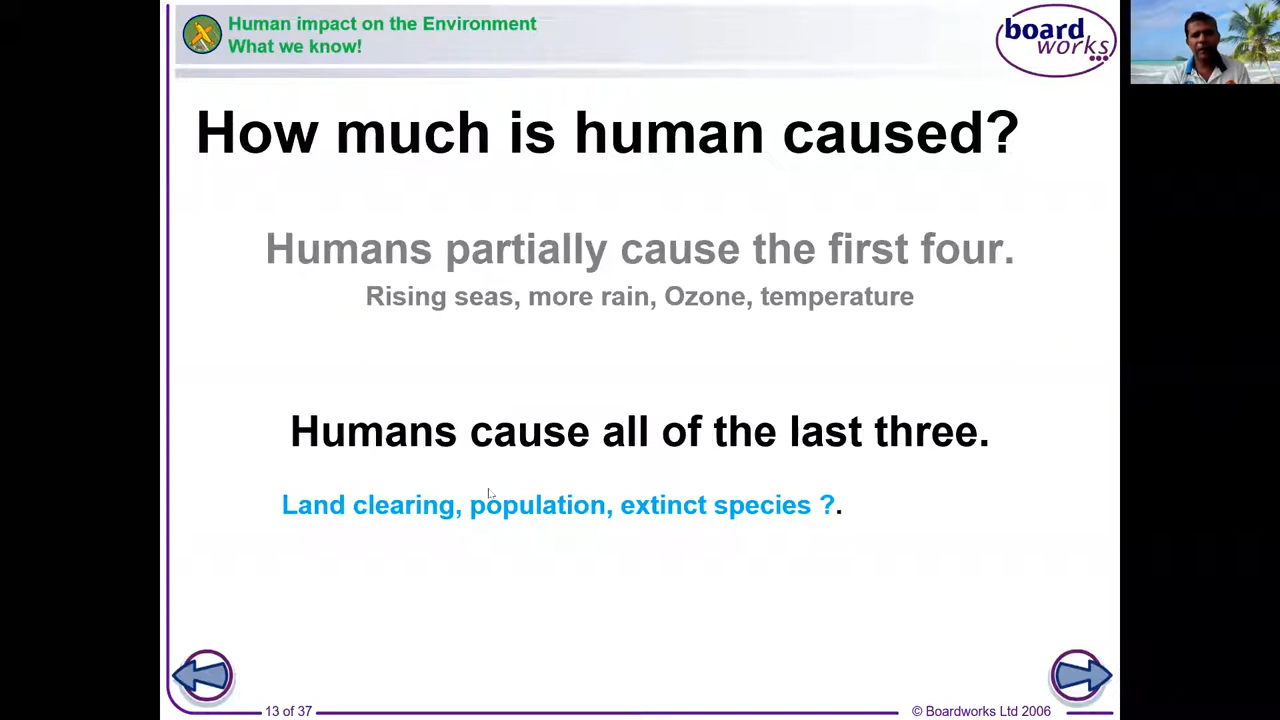 Human impact on the Environment
What we know!
board
works
How much is human caused?
Humans partially cause the first four.
Rising seas, more rain, Ozone, temperature
Humans cause all of the last three.
Land clearing, population, extinct species ?.
13 of 37
© Boardworks Ltd 2006